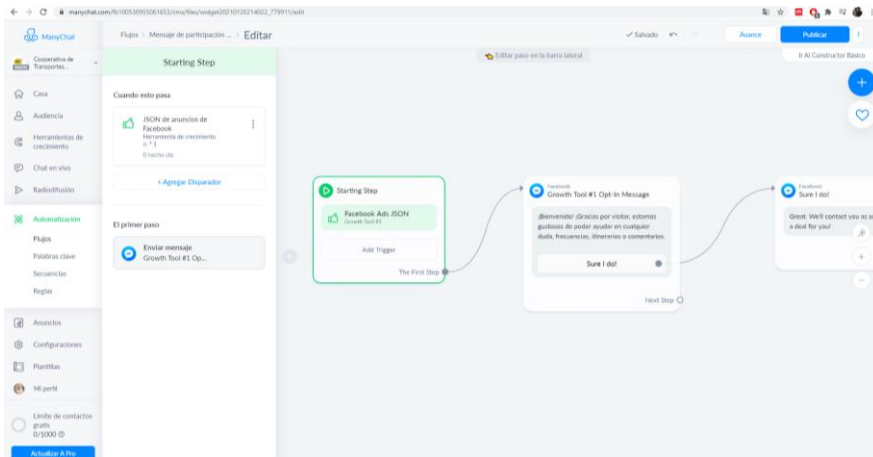 manychat.com/fb100530955061653/cms/files/widget20210120214022_779911/edit
ManyChat
Flujos
Mensaje de participación ...
Editar
Salvado
Avance
Publicar
Cooperativa de
Transportes...
Starting Step
Editar paso en la barra lateral
Ir Al Constructor Básico
Casa
Audiencia
Herramientas de
crecimiento
Chat en vivo
Radiodifusión
Automatización
Flujos
Palabras clave
Secuencias
Reglas
Anuncios
Configuraciones
Plantillas
Mi perfil
Límite de contactos
gratis
0/1000
Actualizar A Pro
Cuando esto pasa
JSON de anuncios de
Facebook
Herramienta de crecimiento
n. ° 1
0 hecho clic
+ Agregar Disparador
El primer paso
Enviar mensaje
Growth Tool #1 Op...
Starting Step
Facebook Ads JSON
Growth Tool #1
Add Trigger
The First Step
Facebook
Growth Tool #1 Opt-In Message
¡Bienvenido! ¡Gracias por visitar, estamos
gustosos de poder ayudar en cualquier
duda, frecuencias, itinerarios o comentarios.
Sure I do!
Next Step
Facebook
Sure I do!
Great. We'll contact you as
a deal for you!